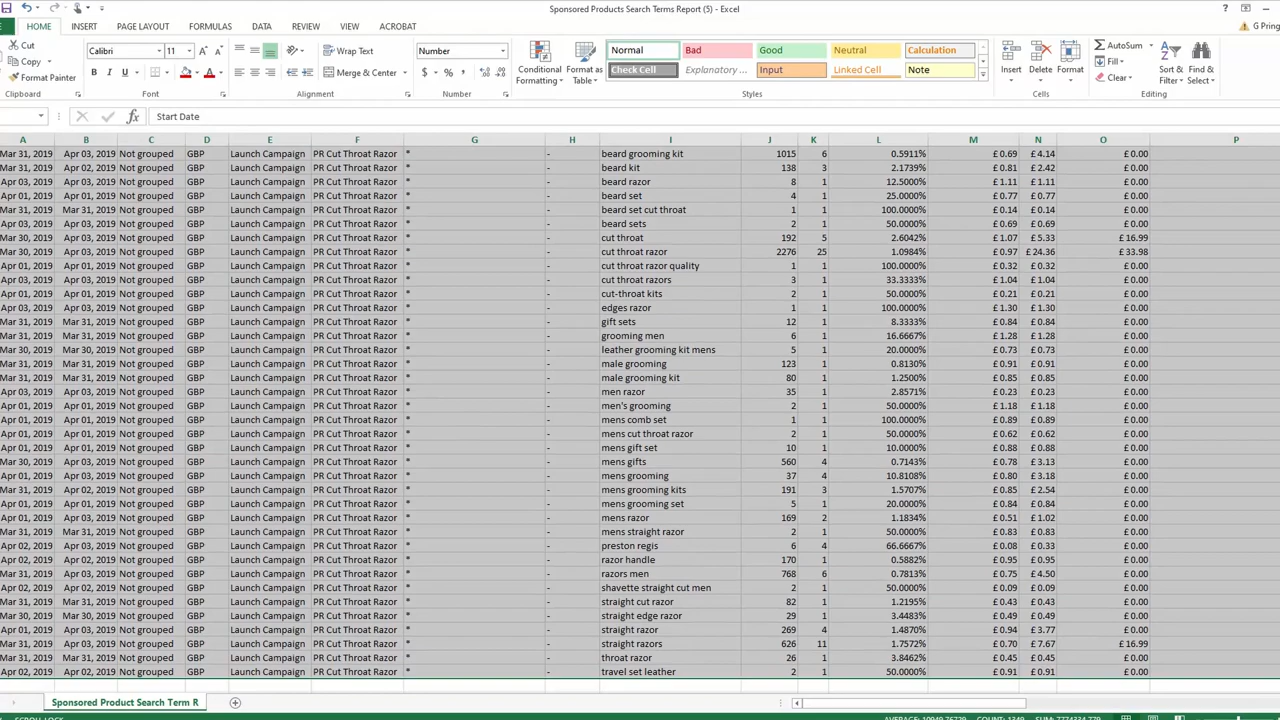 Sponsored Products Search Terms Report (5) - Excel
HOME INSERT PAGE LAYOUT FORMULAS DATA REVIEW VIEW ACROBAT G Pring
Cut
Copy
Format Painter
Clipboard
Calibri 11
B I U
Font
Wrap Text
Merge & Center
Alignment
Number
$ % ,
Number
Conditional Formatting
Format as Table
Normal Bad Good Neutral Calculation
Check Cell Explanatory ... Input Linked Cell Note
Styles
Insert Delete Format
Cells
AutoSum
Fill
Clear
Sort & Filter
Find & Select
Editing
fx Start Date
A B C D E F G H I J K L M N O P
Mar 31, 2019 Apr 03, 2019 Not grouped GBP Launch Campaign PR Cut Throat Razor * - beard grooming kit 1015 6 0.5911% £ 0.69 £ 4.14 £ 0.00
Mar 31, 2019 Apr 02, 2019 Not grouped GBP Launch Campaign PR Cut Throat Razor * - beard kit 138 3 2.1739% £ 0.81 £ 2.42 £ 0.00
Apr 03, 2019 Apr 03, 2019 Not grouped GBP Launch Campaign PR Cut Throat Razor * - beard razor 8 1 12.5000% £ 1.11 £ 1.11 £ 0.00
Apr 01, 2019 Apr 01, 2019 Not grouped GBP Launch Campaign PR Cut Throat Razor * - beard set 4 1 25.0000% £ 0.77 £ 0.77 £ 0.00
Mar 31, 2019 Mar 31, 2019 Not grouped GBP Launch Campaign PR Cut Throat Razor * - beard set cut throat 1 1 100.0000% £ 0.14 £ 0.14 £ 0.00
Apr 03, 2019 Apr 03, 2019 Not grouped GBP Launch Campaign PR Cut Throat Razor * - beard sets 2 1 50.0000% £ 0.69 £ 0.69 £ 0.00
Mar 30, 2019 Apr 03, 2019 Not grouped GBP Launch Campaign PR Cut Throat Razor * - cut throat 192 5 2.6042% £ 1.07 £ 5.33 £ 16.99
Mar 30, 2019 Apr 03, 2019 Not grouped GBP Launch Campaign PR Cut Throat Razor * - cut throat razor 2276 25 1.0984% £ 0.97 £ 24.36 £ 33.98
Apr 01, 2019 Apr 01, 2019 Not grouped GBP Launch Campaign PR Cut Throat Razor * - cut throat razor quality 1 1 100.0000% £ 0.32 £ 0.32 £ 0.00
Apr 03, 2019 Apr 03, 2019 Not grouped GBP Launch Campaign PR Cut Throat Razor * - cut throat razors 3 1 33.3333% £ 1.04 £ 1.04 £ 0.00
Apr 01, 2019 Apr 01, 2019 Not grouped GBP Launch Campaign PR Cut Throat Razor * - cut-throat kits 2 1 50.0000% £ 0.21 £ 0.21 £ 0.00
Apr 03, 2019 Apr 03, 2019 Not grouped GBP Launch Campaign PR Cut Throat Razor * - edges razor 1 1 100.0000% £ 1.30 £ 1.30 £ 0.00
Mar 31, 2019 Mar 31, 2019 Not grouped GBP Launch Campaign PR Cut Throat Razor * - gift sets 12 1 8.3333% £ 0.84 £ 0.84 £ 0.00
Mar 31, 2019 Mar 31, 2019 Not grouped GBP Launch Campaign PR Cut Throat Razor * - grooming men 6 1 16.6667% £ 1.28 £ 1.28 £ 0.00
Mar 30, 2019 Mar 30, 2019 Not grouped GBP Launch Campaign PR Cut Throat Razor * - leather grooming kit mens 5 1 20.0000% £ 0.73 £ 0.73 £ 0.00
Mar 31, 2019 Mar 31, 2019 Not grouped GBP Launch Campaign PR Cut Throat Razor * - male grooming 123 1 0.8130% £ 0.91 £ 0.91 £ 0.00
Mar 31, 2019 Mar 31, 2019 Not grouped GBP Launch Campaign PR Cut Throat Razor * - male grooming kit 80 1 1.2500% £ 0.85 £ 0.85 £ 0.00
Apr 03, 2019 Apr 03, 2019 Not grouped GBP Launch Campaign PR Cut Throat Razor * - men razor 35 1 2.8571% £ 0.23 £ 0.23 £ 0.00
Apr 01, 2019 Apr 01, 2019 Not grouped GBP Launch Campaign PR Cut Throat Razor * - men's grooming 2 1 50.0000% £ 1.18 £ 1.18 £ 0.00
Apr 01, 2019 Apr 01, 2019 Not grouped GBP Launch Campaign PR Cut Throat Razor * - mens comb set 1 1 100.0000% £ 0.89 £ 0.89 £ 0.00
Apr 01, 2019 Apr 01, 2019 Not grouped GBP Launch Campaign PR Cut Throat Razor * - mens cut throat razor 2 1 50.0000% £ 0.62 £ 0.62 £ 0.00
Apr 01, 2019 Apr 01, 2019 Not grouped GBP Launch Campaign PR Cut Throat Razor * - mens gift set 10 1 10.0000% £ 0.88 £ 0.88 £ 0.00
Mar 30, 2019 Apr 03, 2019 Not grouped GBP Launch Campaign PR Cut Throat Razor * - mens gifts 560 4 0.7143% £ 0.78 £ 3.13 £ 0.00
Apr 01, 2019 Apr 03, 2019 Not grouped GBP Launch Campaign PR Cut Throat Razor * - mens grooming 37 4 10.8108% £ 0.80 £ 3.18 £ 0.00
Mar 31, 2019 Apr 02, 2019 Not grouped GBP Launch Campaign PR Cut Throat Razor * - mens grooming kits 191 3 1.5707% £ 0.85 £ 2.54 £ 0.00
Apr 01, 2019 Apr 01, 2019 Not grouped GBP Launch Campaign PR Cut Throat Razor * - mens grooming set 5 1 20.0000% £ 0.84 £ 0.84 £ 0.00
Apr 01, 2019 Apr 03, 2019 Not grouped GBP Launch Campaign PR Cut Throat Razor * - mens razor 169 2 1.1834% £ 0.51 £ 1.02 £ 0.00
Mar 31, 2019 Mar 31, 2019 Not grouped GBP Launch Campaign PR Cut Throat Razor * - mens straight razor 2 1 50.0000% £ 0.83 £ 0.83 £ 0.00
Apr 02, 2019 Apr 03, 2019 Not grouped GBP Launch Campaign PR Cut Throat Razor * - preston regis 6 4 66.6667% £ 0.08 £ 0.33 £ 0.00
Apr 02, 2019 Apr 02, 2019 Not grouped GBP Launch Campaign PR Cut Throat Razor * - razor handle 170 1 0.5882% £ 0.95 £ 0.95 £ 0.00
Mar 31, 2019 Apr 03, 2019 Not grouped GBP Launch Campaign PR Cut Throat Razor * - razors men 768 6 0.7813% £ 0.75 £ 4.50 £ 0.00
Apr 02, 2019 Apr 02, 2019 Not grouped GBP Launch Campaign PR Cut Throat Razor * - shavette straight cut men 2 1 50.0000% £ 0.09 £ 0.09 £ 0.00
Mar 31, 2019 Mar 31, 2019 Not grouped GBP Launch Campaign PR Cut Throat Razor * - straight cut razor 82 1 1.2195% £ 0.43 £ 0.43 £ 0.00
Mar 30, 2019 Mar 30, 2019 Not grouped GBP Launch Campaign PR Cut Throat Razor * - straight edge razor 29 1 3.4483% £ 0.49 £ 0.49 £ 0.00
Apr 01, 2019 Apr 03, 2019 Not grouped GBP Launch Campaign PR Cut Throat Razor * - straight razor 269 4 1.4870% £ 0.94 £ 3.77 £ 0.00
Mar 31, 2019 Apr 03, 2019 Not grouped GBP Launch Campaign PR Cut Throat Razor * - straight razors 626 11 1.7572% £ 0.70 £ 7.67 £ 16.99
Mar 31, 2019 Mar 31, 2019 Not grouped GBP Launch Campaign PR Cut Throat Razor * - throat razor 26 1 3.8462% £ 0.45 £ 0.45 £ 0.00
Apr 02, 2019 Apr 02, 2019 Not grouped GBP Launch Campaign PR Cut Throat Razor * - travel set leather 2 1 50.0000% £ 0.91 £ 0.91 £ 0.00
Sponsored Product Search Term R
SCROLL LOCK AVERAGE: 10949.76729 COUNT: 1349 SUM: 7774334.779